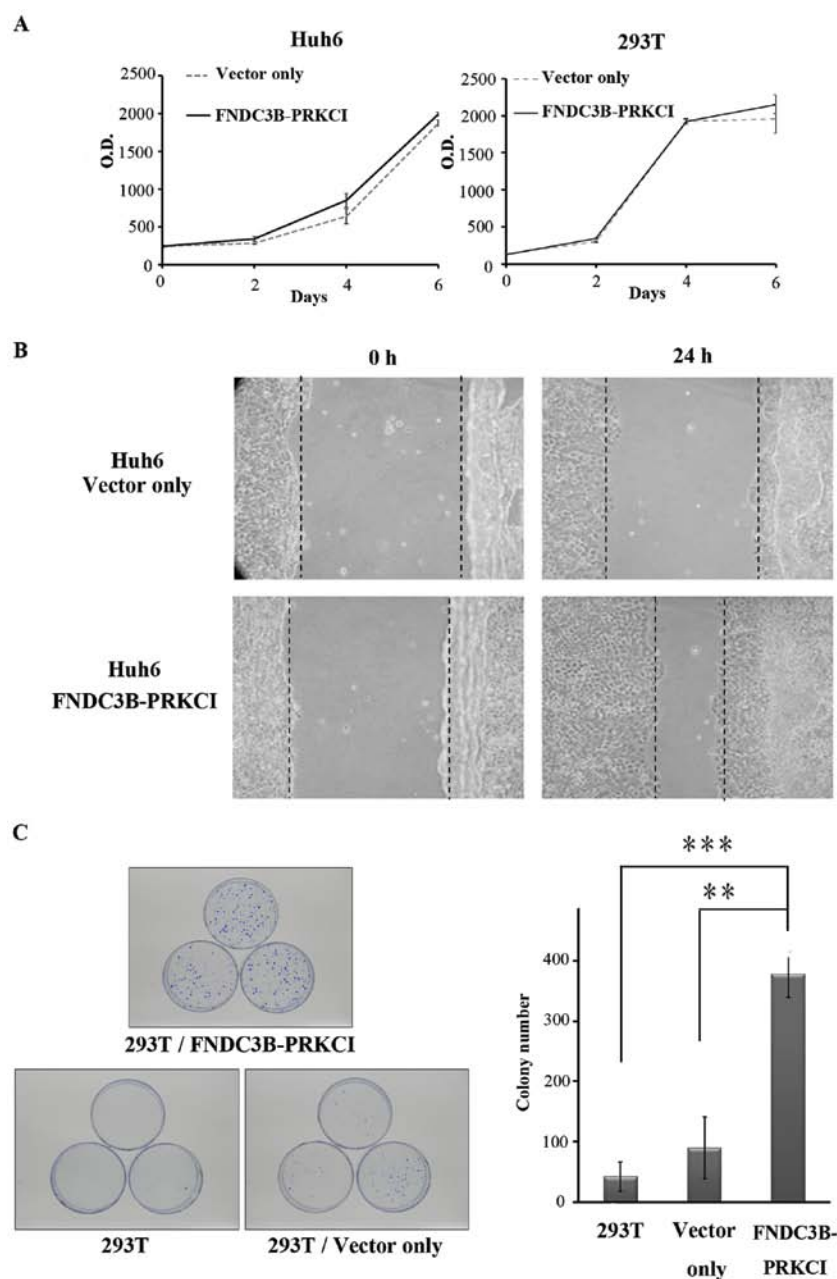 A
Huh6
293T
2500
2000
1500
1000
500
0
O.D.
Vector only
FNDC3B-PRKCI
0 2 4 6
Days
2500
2000
1500
1000
500
0
O.D.
Vector only
FNDC3B-PRKCI
0 2 4 6
Days
B
0 h
24 h
Huh6
Vector only
Huh6
FNDC3B-PRKCI
C
293T / FNDC3B-PRKCI
293T
293T / Vector only
***
**
Colony number
400
300
200
100
0
293T
Vector
only
FNDC3B-
PRKCI